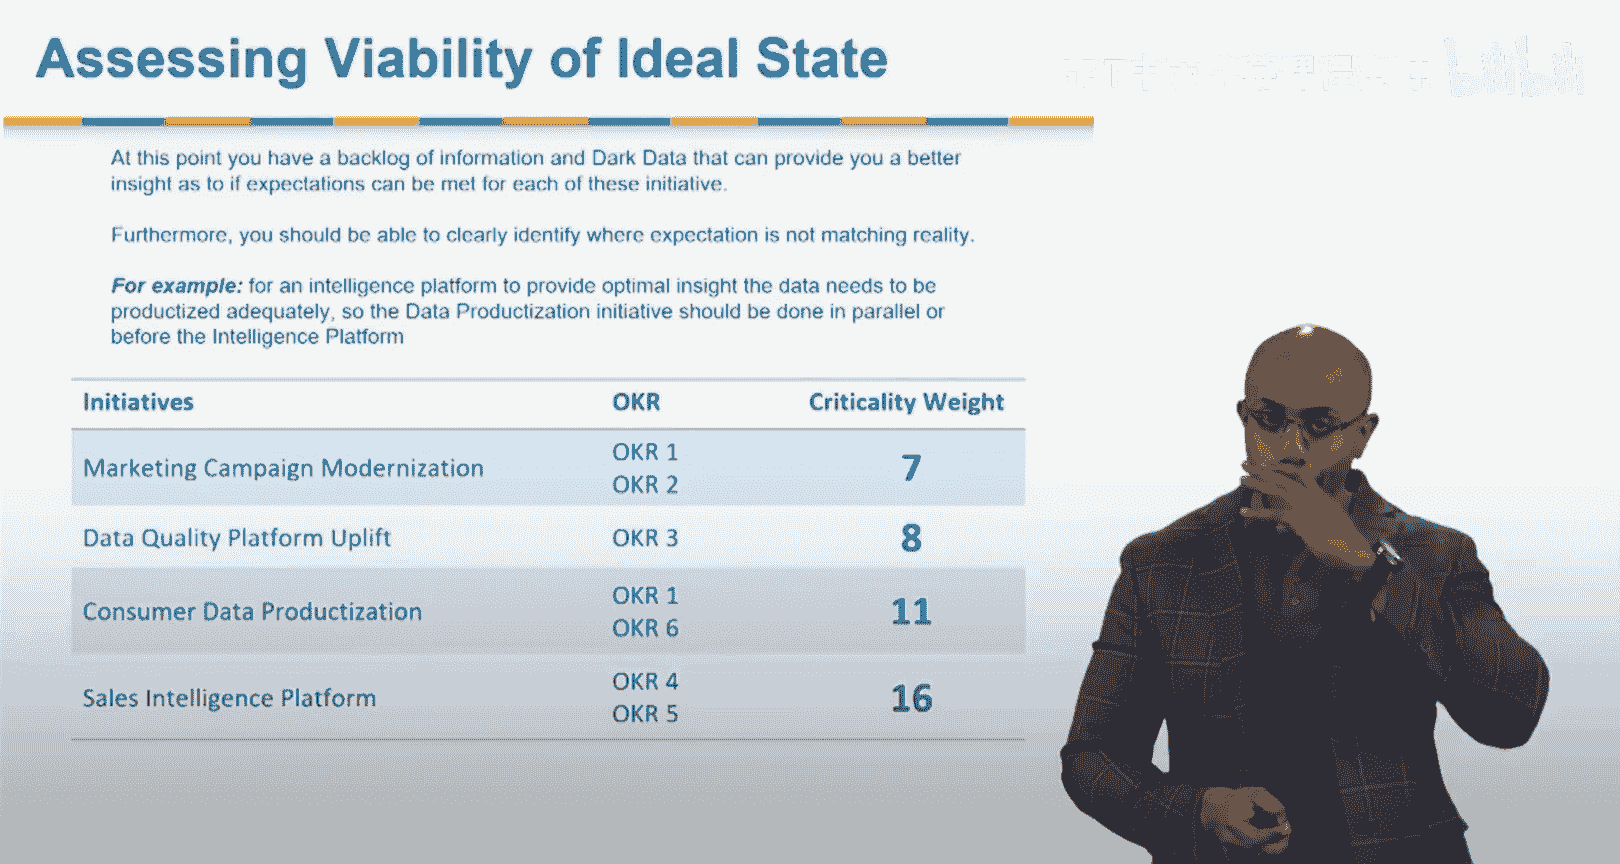 Assessing Viability of Ideal State
At this point you have a backlog of information and Dark Data that can provide you a better
insight as to if expectations can be met for each of these initiative.
Furthermore, you should be able to clearly identify where expectation is not matching reality.
For example: for an intelligence platform to provide optimal insight the data needs to be
productized adequately, so the Data Productization initiative should be done in parallel or
before the Intelligence Platform
Initiatives OKR Criticality Weight
Marketing Campaign Modernization OKR 1 7
OKR 2
Data Quality Platform Uplift OKR 3 8
Consumer Data Productization OKR 1 11
OKR 6
Sales Intelligence Platform OKR 4 16
OKR 5